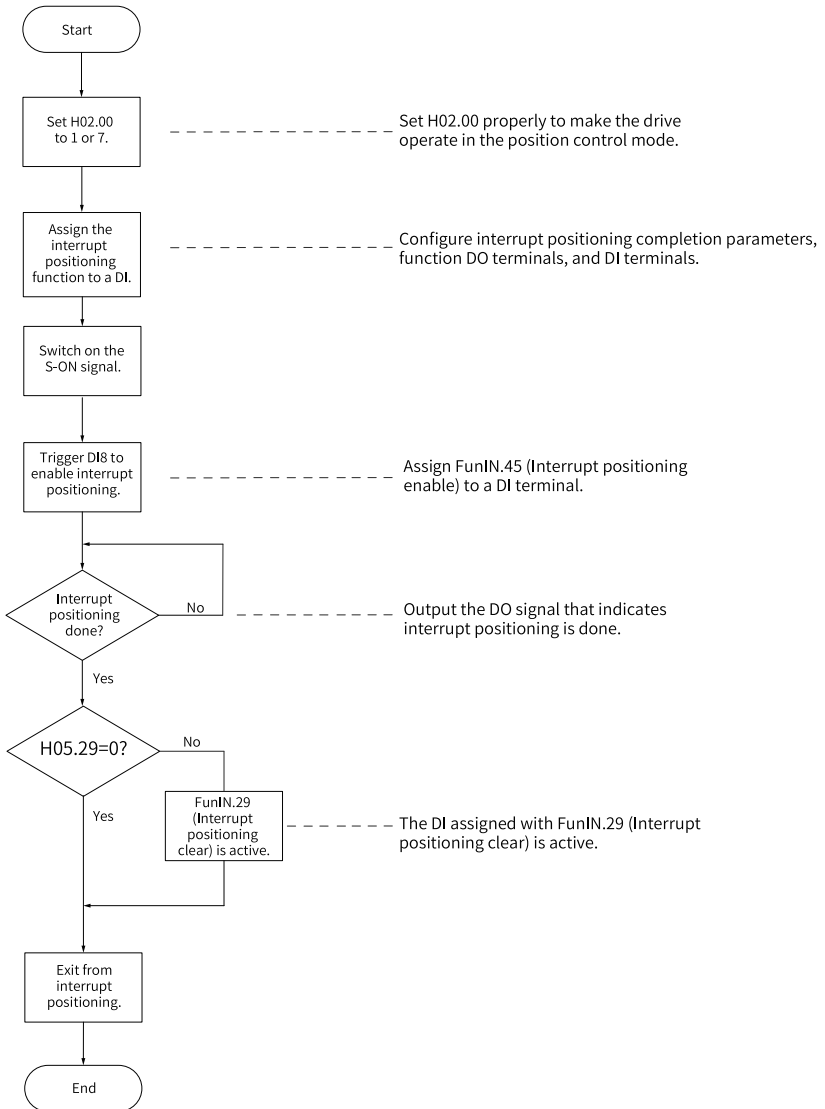 Start
Set H02.00
to 1 or 7.
Set H02.00 properly to make the drive
operate in the position control mode.
Assign the
interrupt
positioning
function to a DI.
Configure interrupt positioning completion parameters,
function DO terminals, and DI terminals.
Switch on the
S-ON signal.
Trigger DI8 to
enable interrupt
positioning.
Assign FunIN.45 (Interrupt positioning
enable) to a DI terminal.
Interrupt
positioning
done?
No
Output the DO signal that indicates
interrupt positioning is done.
Yes
H05.29=0?
No
Yes
FunIN.29
(Interrupt
positioning
clear) is active.
The DI assigned with FunIN.29 (Interrupt
positioning clear) is active.
Exit from
interrupt
positioning.
End